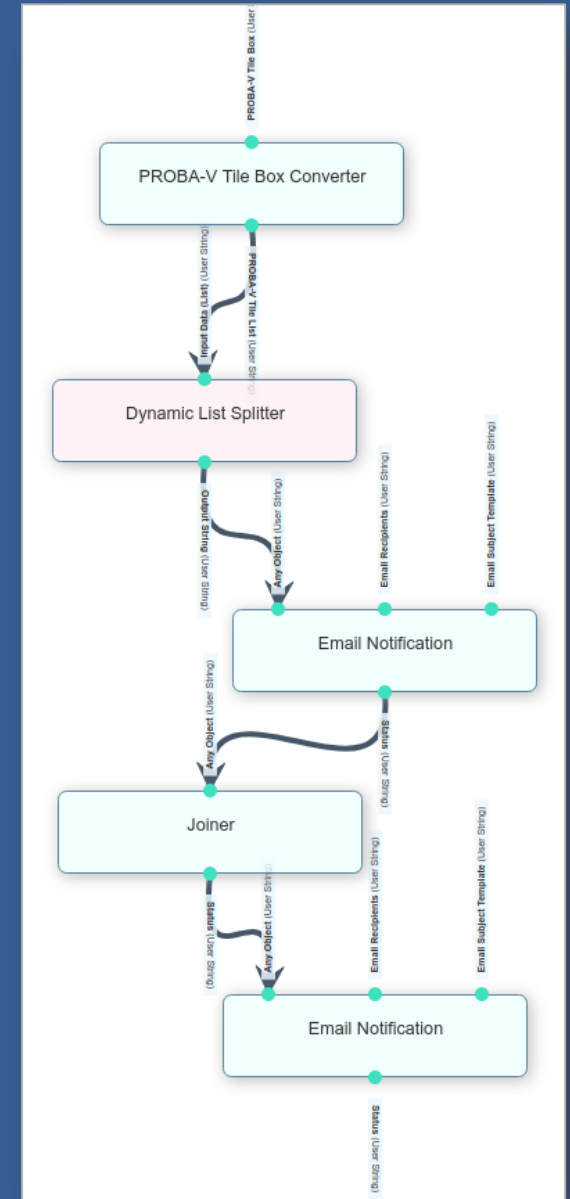 PROBA-V Tile Box (User
PROBA-V Tile Box Converter
Input Data (List) (User String)
PROBA-V Tile List (User String)
Dynamic List Splitter
Output String (User String)
Any Object (User String)
Email Recipients (User String)
Email Subject Template (User String)
Email Notification
Any Object (User String)
Status (User String)
Joiner
Status (User String)
Any Object (User String)
Email Recipients (User String)
Email Subject Template (User String)
Email Notification
Status (User String)